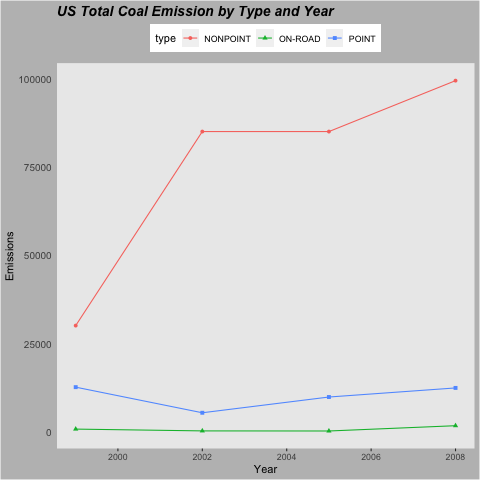 US Total Coal Emission by Type and Year
type NONPOINT ON-ROAD POINT
100000
75000
50000
25000
0
Emissions
2000 2002 2004 2006 2008
Year